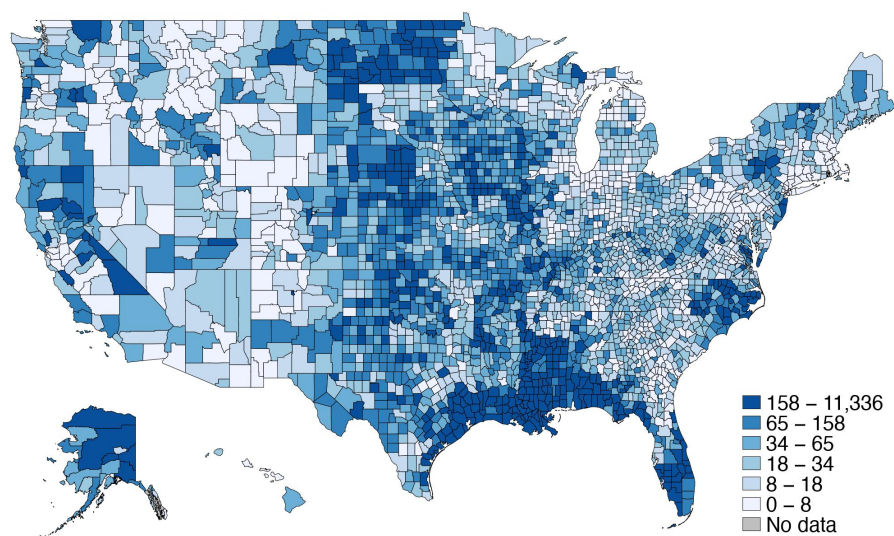 158 – 11,336
65 – 158
34 – 65
18 – 34
8 – 18
0 – 8
No data